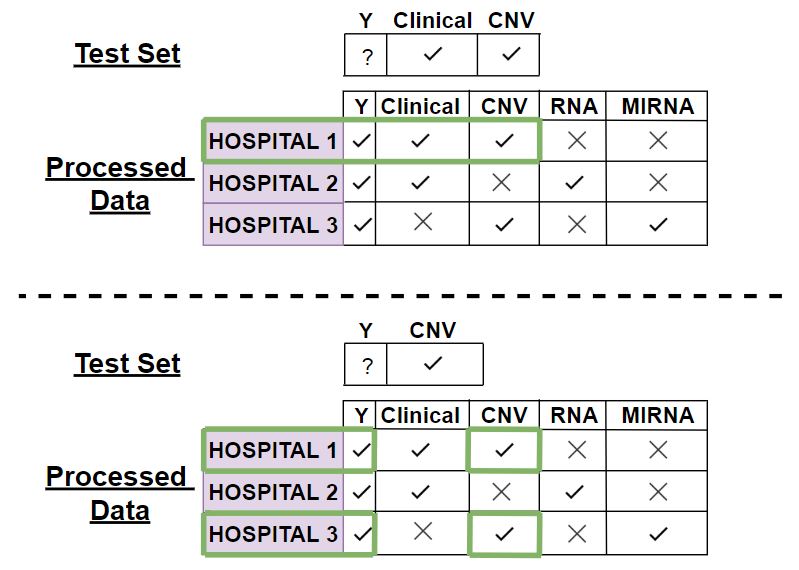 Y Clinical CNV
Test Set ? ✓ ✓
Y Clinical CNV RNA MIRNA
HOSPITAL 1 ✓ ✓ ✓ ✕ ✕
Processed
Data
HOSPITAL 2 ✓ ✓ ✕ ✓ ✕
HOSPITAL 3 ✓ ✕ ✓ ✕ ✓
Y CNV
Test Set ? ✓
Y Clinical CNV RNA MIRNA
HOSPITAL 1 ✓ ✓ ✓ ✕ ✕
Processed
Data
HOSPITAL 2 ✓ ✓ ✕ ✓ ✕
HOSPITAL 3 ✓ ✕ ✓ ✕ ✓